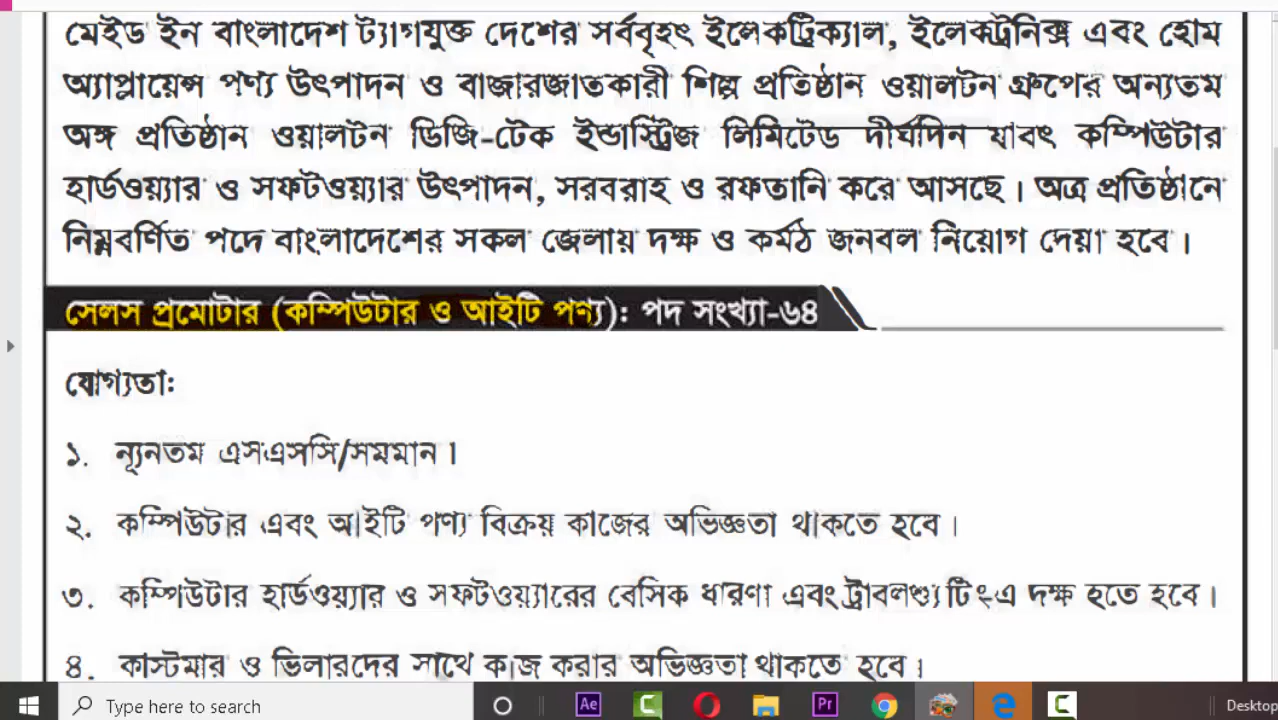 মেইড ইন বাংলাদেশ ট্যাগযুক্ত দেশের সর্ববৃহৎ ইলেকট্রিক্যাল, ইলেকট্রনিক্স এবং হোম
অ্যাপ্লায়েন্স পণ্য উৎপাদন ও বাজারজাতকারী শিল্প প্রতিষ্ঠান ওয়ালটন গ্রুপের অন্যতম
অঙ্গ প্রতিষ্ঠান ওয়ালটন ডিজি-টেক ইন্ডাস্ট্রিজ লিমিটেড দীর্ঘদিন যাবৎ কম্পিউটার
হার্ডওয়্যার ও সফটওয়্যার উৎপাদন, সরবরাহ ও রফতানি করে আসছে। অত্র প্রতিষ্ঠানে
নিম্নবর্ণিত পদে বাংলাদেশের সকল জেলায় দক্ষ ও কর্মঠ জনবল নিয়োগ দেয়া হবে।
সেলস প্রমোটার (কম্পিউটার ও আইটি পণ্য): পদ সংখ্যা-৬৪
যোগ্যতা:
১. ন্যূনতম এসএসসি/সমমান।
২. কম্পিউটার এবং আইটি পণ্য বিক্রয় কাজের অভিজ্ঞতা থাকতে হবে।
৩. কম্পিউটার হার্ডওয়্যার ও সফটওয়্যারের বেসিক ধারণা এবং ট্রাবলশ্যুটিং-এ দক্ষ হতে হবে।
৪. কাস্টমার ও ডিলারদের সাথে কাজ করার অভিজ্ঞতা থাকতে হবে।
Type here to search
Ae
Pr
Desktop